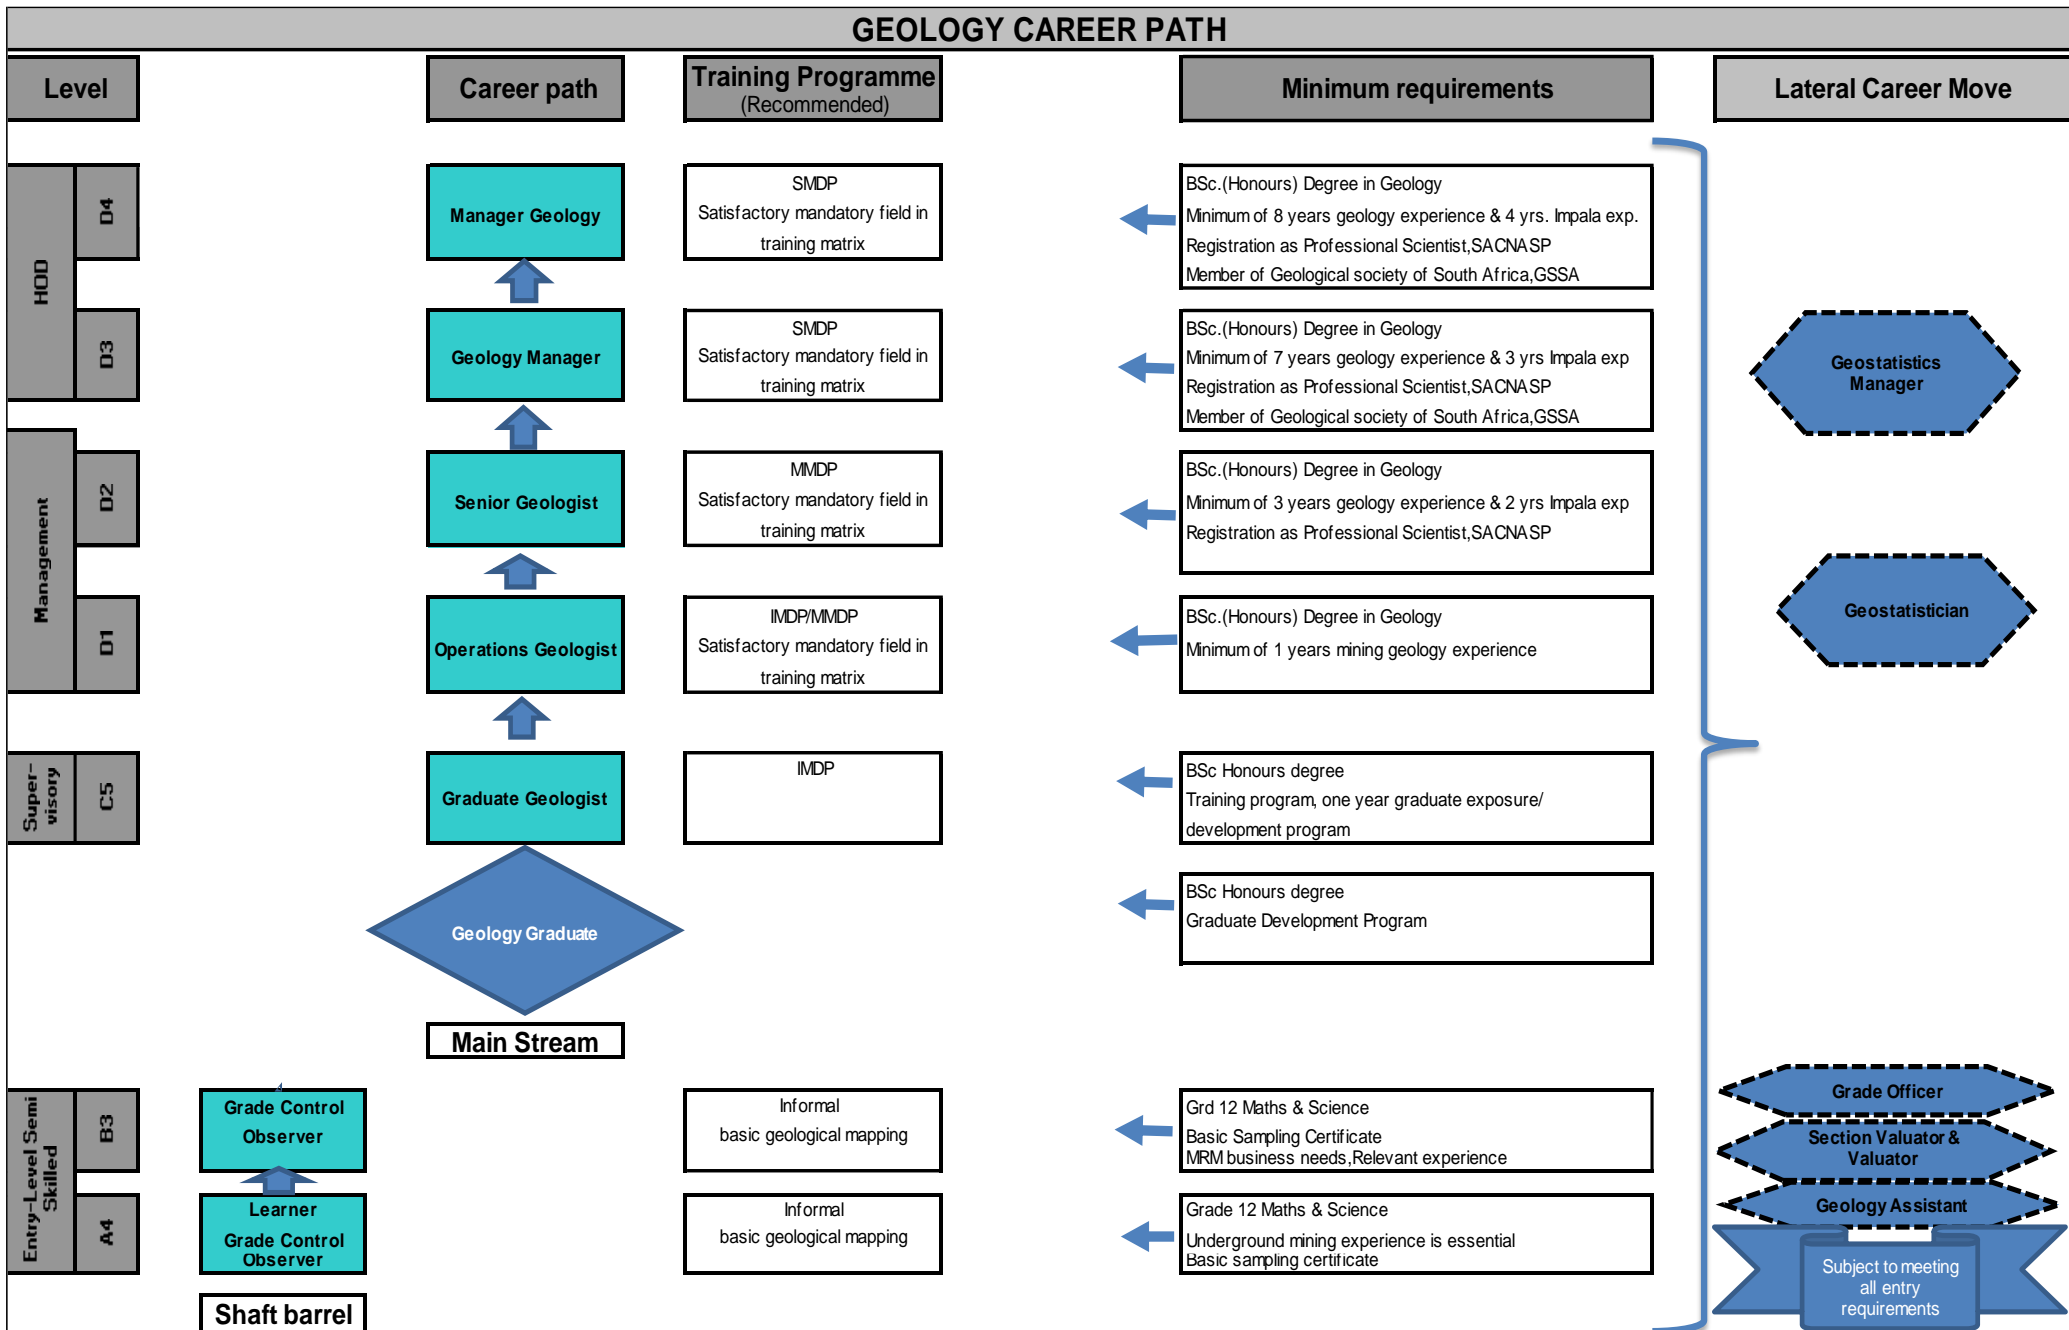 GEOLOGY CAREER PATH
Level
Career path
Training Programme
(Recommended)
Minimum requirements
Lateral Career Move
HOD
D4
Manager Geology
SMDP
Satisfactory mandatory field in
training matrix
BSc.(Honours) Degree in Geology
Minimum of 8 years geology experience & 4 yrs. Impala exp.
Registration as Professional Scientist,SACNASP
Member of Geological society of South Africa,GSSA
D3
Geology Manager
SMDP
Satisfactory mandatory field in
training matrix
BSc.(Honours) Degree in Geology
Minimum of 7 years geology experience & 3 yrs Impala exp
Registration as Professional Scientist,SACNASP
Member of Geological society of South Africa,GSSA
Geostatistics
Manager
Management
D2
Senior Geologist
MMDP
Satisfactory mandatory field in
training matrix
BSc.(Honours) Degree in Geology
Minimum of 3 years geology experience & 2 yrs Impala exp
Registration as Professional Scientist,SACNASP
D1
Operations Geologist
IMDP/MMDP
Satisfactory mandatory field in
training matrix
BSc.(Honours) Degree in Geology
Minimum of 1 years mining geology experience
Geostatistician
Super-
visory
C5
Graduate Geologist
IMDP
BSc Honours degree
Training program, one year graduate exposure/
development program
Geology Graduate
BSc Honours degree
Graduate Development Program
Main Stream
Entry-Level Semi
Skilled
B3
Grade Control
Observer
Informal
basic geological mapping
Grd 12 Maths & Science
Basic Sampling Certificate
MRM business needs,Relevant experience
Grade Officer
Section Valuator &
Valuator
A4
Learner
Grade Control
Observer
Informal
basic geological mapping
Grade 12 Maths & Science
Underground mining experience is essential
Basic sampling certificate
Geology Assistant
Subject to meeting
all entry
requirements
Shaft barrel